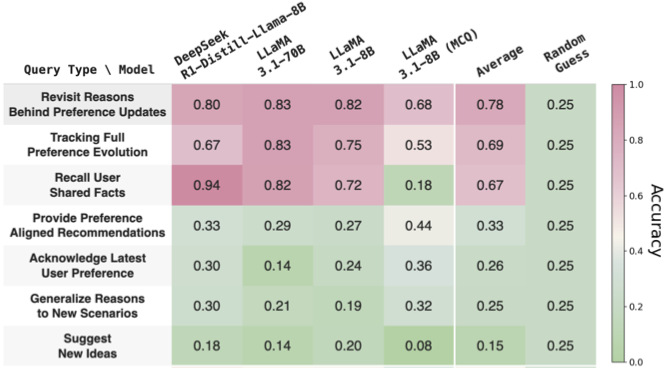 Query Type \ Model DeepSeek R1-Distill-Llama-8B LLaMA 3.1-70B LLaMA 3.1-8B LLaMA 3.1-8B (MCQ) Average Random Guess
Revisit Reasons
Behind Preference Updates 0.80 0.83 0.82 0.68 0.78 0.25
Tracking Full
Preference Evolution 0.67 0.83 0.75 0.53 0.69 0.25
Recall User
Shared Facts 0.94 0.82 0.72 0.18 0.67 0.25
Provide Preference
Aligned Recommendations 0.33 0.29 0.27 0.44 0.33 0.25
Acknowledge Latest
User Preference 0.30 0.14 0.24 0.36 0.26 0.25
Generalize Reasons
to New Scenarios 0.30 0.21 0.19 0.32 0.25 0.25
Suggest
New Ideas 0.18 0.14 0.20 0.08 0.15 0.25
1.0
0.8
0.6
0.4
0.2
0.0
Accuracy